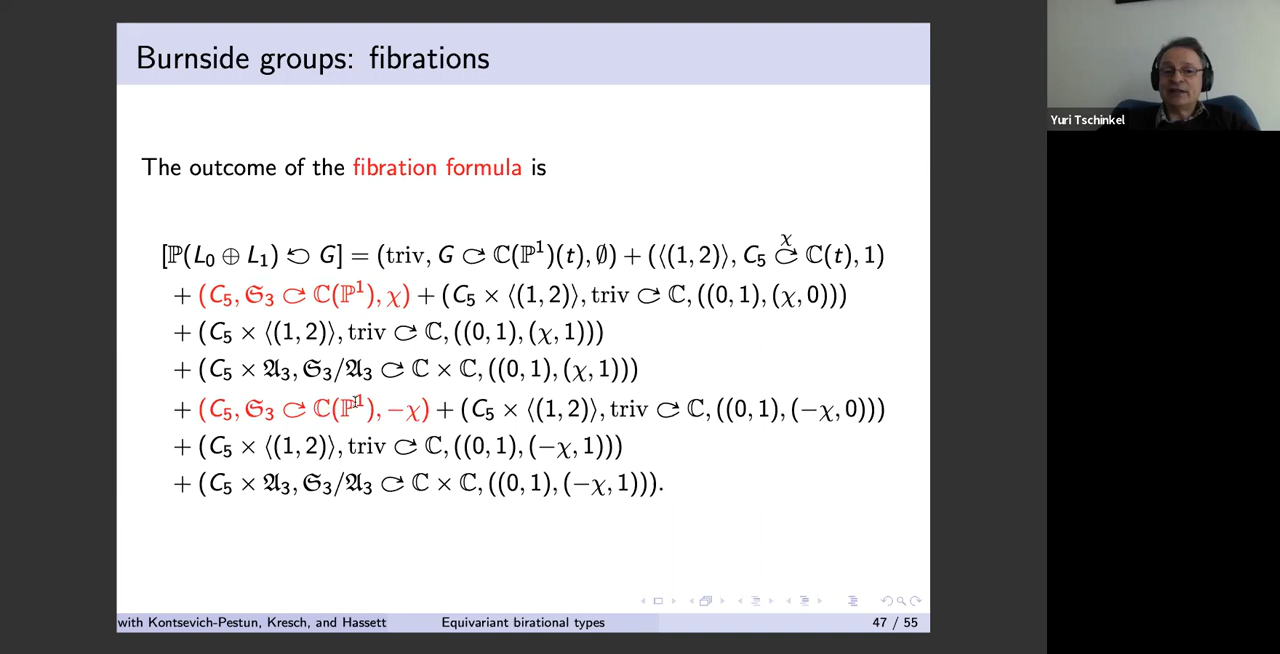 Burnside groups: fibrations
Yuri Tschinkel
The outcome of the fibration formula is
[ℙ(L₀ ⊕ L₁) ↺ G] = (triv, G ⟳ ℂ(ℙ¹)(t), ∅) + (⟨(1, 2)⟩, C₅ ⟳^χ ℂ(t), 1)
+ (C₅, 𝔖₃ ⟳ ℂ(ℙ¹), χ) + (C₅ × ⟨(1, 2)⟩, triv ⟳ ℂ, ((0, 1), (χ, 0)))
+ (C₅ × ⟨(1, 2)⟩, triv ⟳ ℂ, ((0, 1), (χ, 1)))
+ (C₅ × 𝔄₃, 𝔖₃/𝔄₃ ⟳ ℂ × ℂ, ((0, 1), (χ, 1)))
+ (C₅, 𝔖₃ ⟳ ℂ(ℙ¹), −χ) + (C₅ × ⟨(1, 2)⟩, triv ⟳ ℂ, ((0, 1), (−χ, 0)))
+ (C₅ × ⟨(1, 2)⟩, triv ⟳ ℂ, ((0, 1), (−χ, 1)))
+ (C₅ × 𝔄₃, 𝔖₃/𝔄₃ ⟳ ℂ × ℂ, ((0, 1), (−χ, 1))).
with Kontsevich-Pestun, Kresch, and Hassett
Equivariant birational types
47 / 55